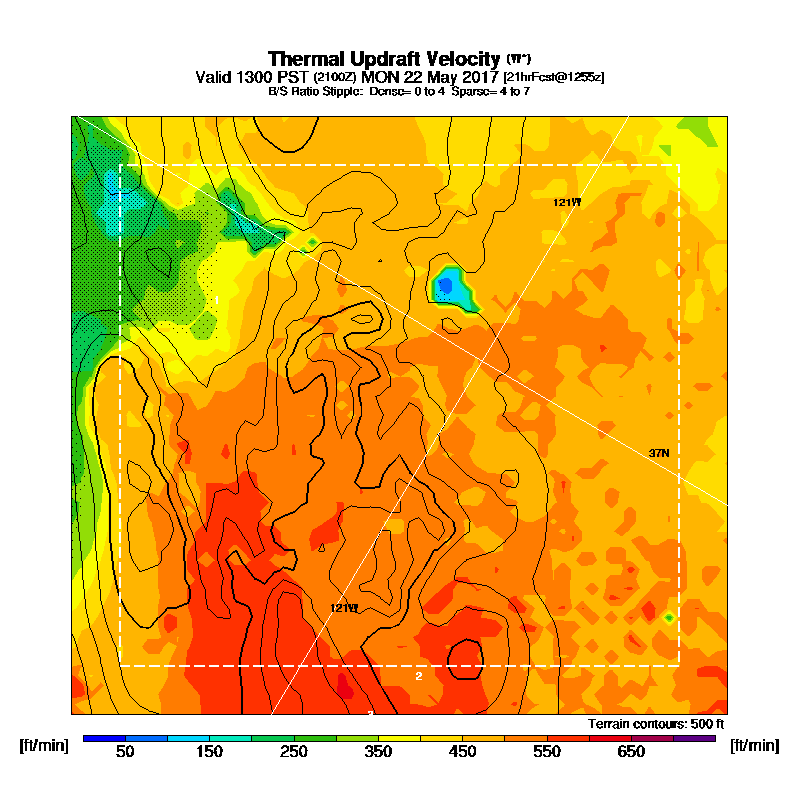 Thermal Updraft Velocity (W*)
Valid 1300 PST (2100Z) MON 22 May 2017 [21hrFcst@1255z]
B/S Ratio Stipple: Dense= 0 to 4 Sparse= 4 to 7
121W
37N
121W
2
Terrain contours: 500 ft
[ft/min] 50 150 250 350 450 550 650 [ft/min]